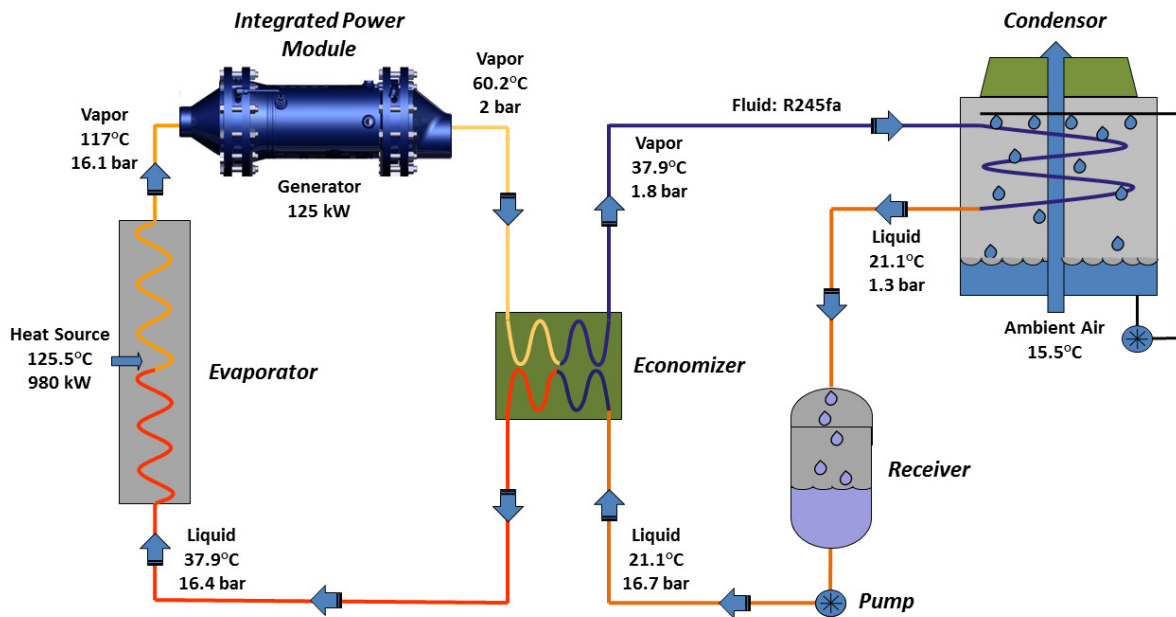 Integrated Power
Module
Condensor
Vapor
60.2°C
2 bar
Vapor
117°C
16.1 bar
Fluid: R245fa
Vapor
37.9°C
1.8 bar
Generator
125 kW
Liquid
21.1°C
1.3 bar
Heat Source
125.5°C
980 kW
Evaporator
Economizer
Ambient Air
15.5°C
Receiver
Liquid
37.9°C
16.4 bar
Liquid
21.1°C
16.7 bar
Pump